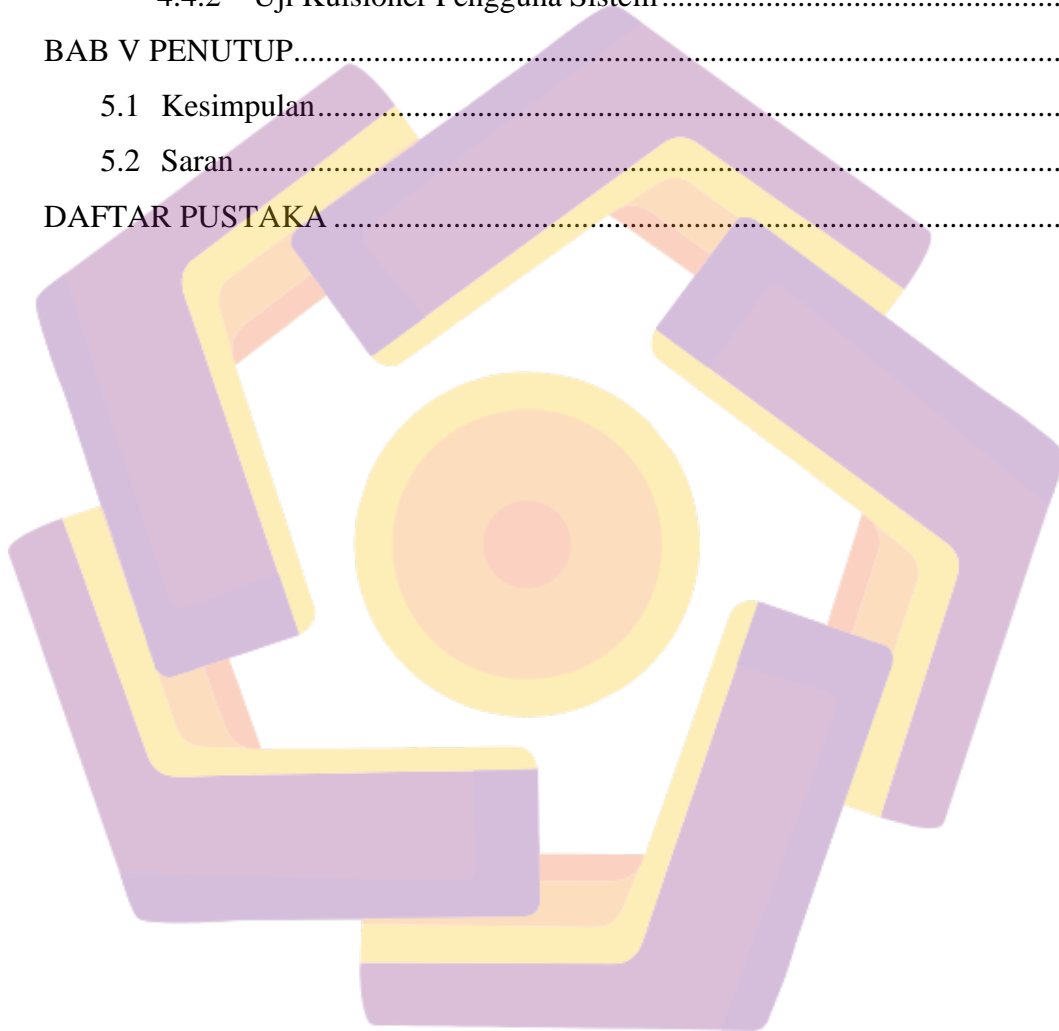 4.4.2 Uji Kuisioner Pengguna Sistem........................................
BAB V PENUTUP................................................................................
5.1 Kesimpulan................................................................................
5.2 Saran................................................................................
DAFTAR PUSTAKA ................................................................................